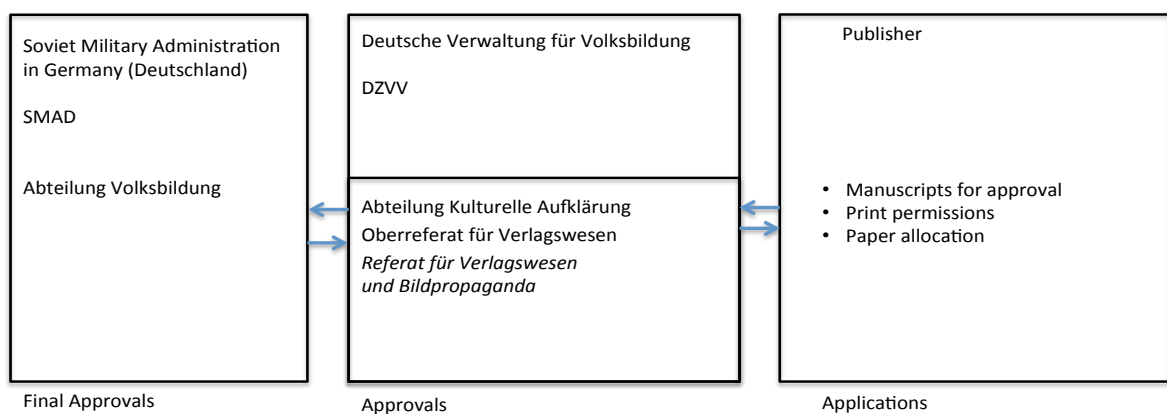 Soviet Military Administration
in Germany (Deutschland)
SMAD
Abteilung Volksbildung
Final Approvals
Deutsche Verwaltung für Volksbildung
DZVV
Abteilung Kulturelle Aufklärung
Oberreferat für Verlagswesen
Referat für Verlagswesen
und Bildpropaganda
Approvals
Publisher
• Manuscripts for approval
• Print permissions
• Paper allocation
Applications